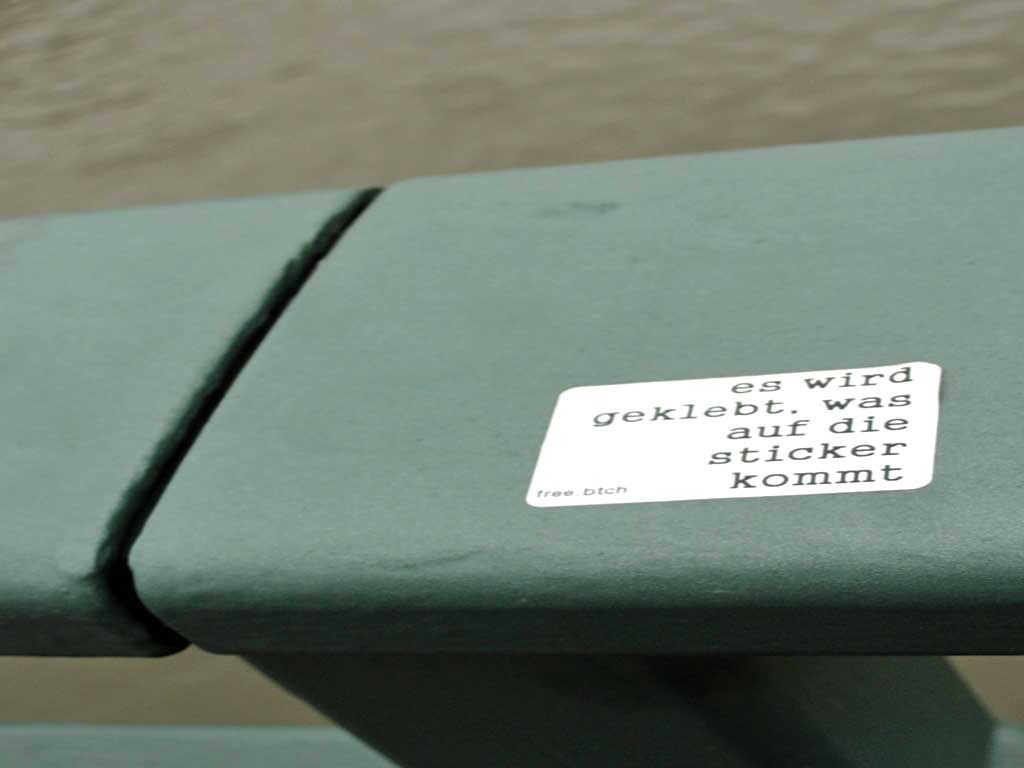 es wird
geklebt. was
auf die
sticker
kommt
free.btch